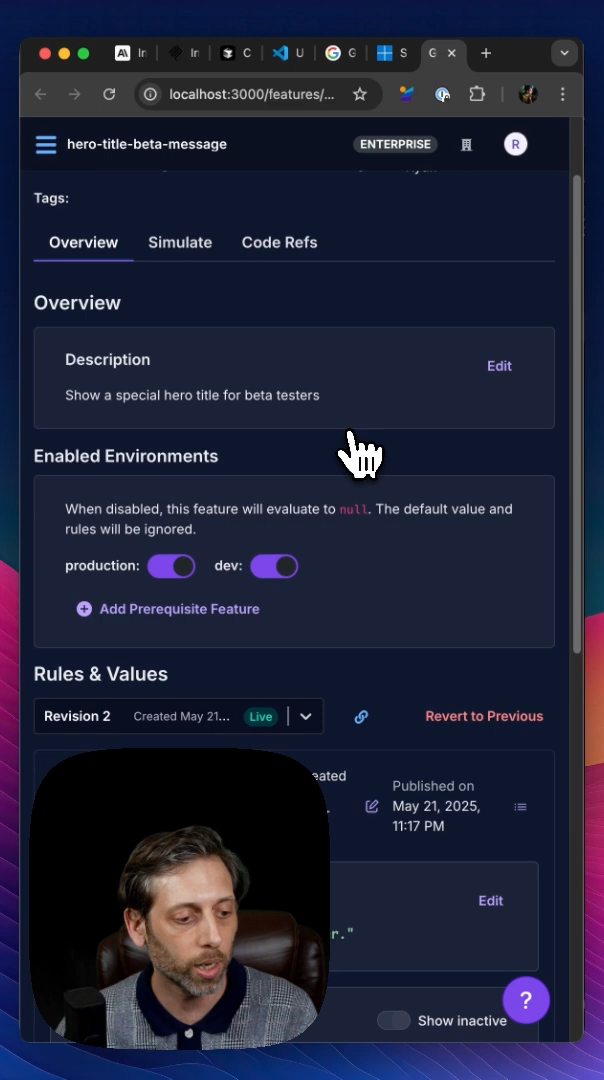 In
In
C
U
G
S
G
localhost:3000/features/...
hero-title-beta-message
ENTERPRISE
R
Tags:
Overview
Simulate
Code Refs
Overview
Description
Edit
Show a special hero title for beta testers
Enabled Environments
When disabled, this feature will evaluate to null. The default value and
rules will be ignored.
production:
dev:
Add Prerequisite Feature
Rules & Values
Revision 2
Created May 21...
Live
Revert to Previous
Published on
May 21, 2025,
11:17 PM
Edit
r."
Show inactive
?